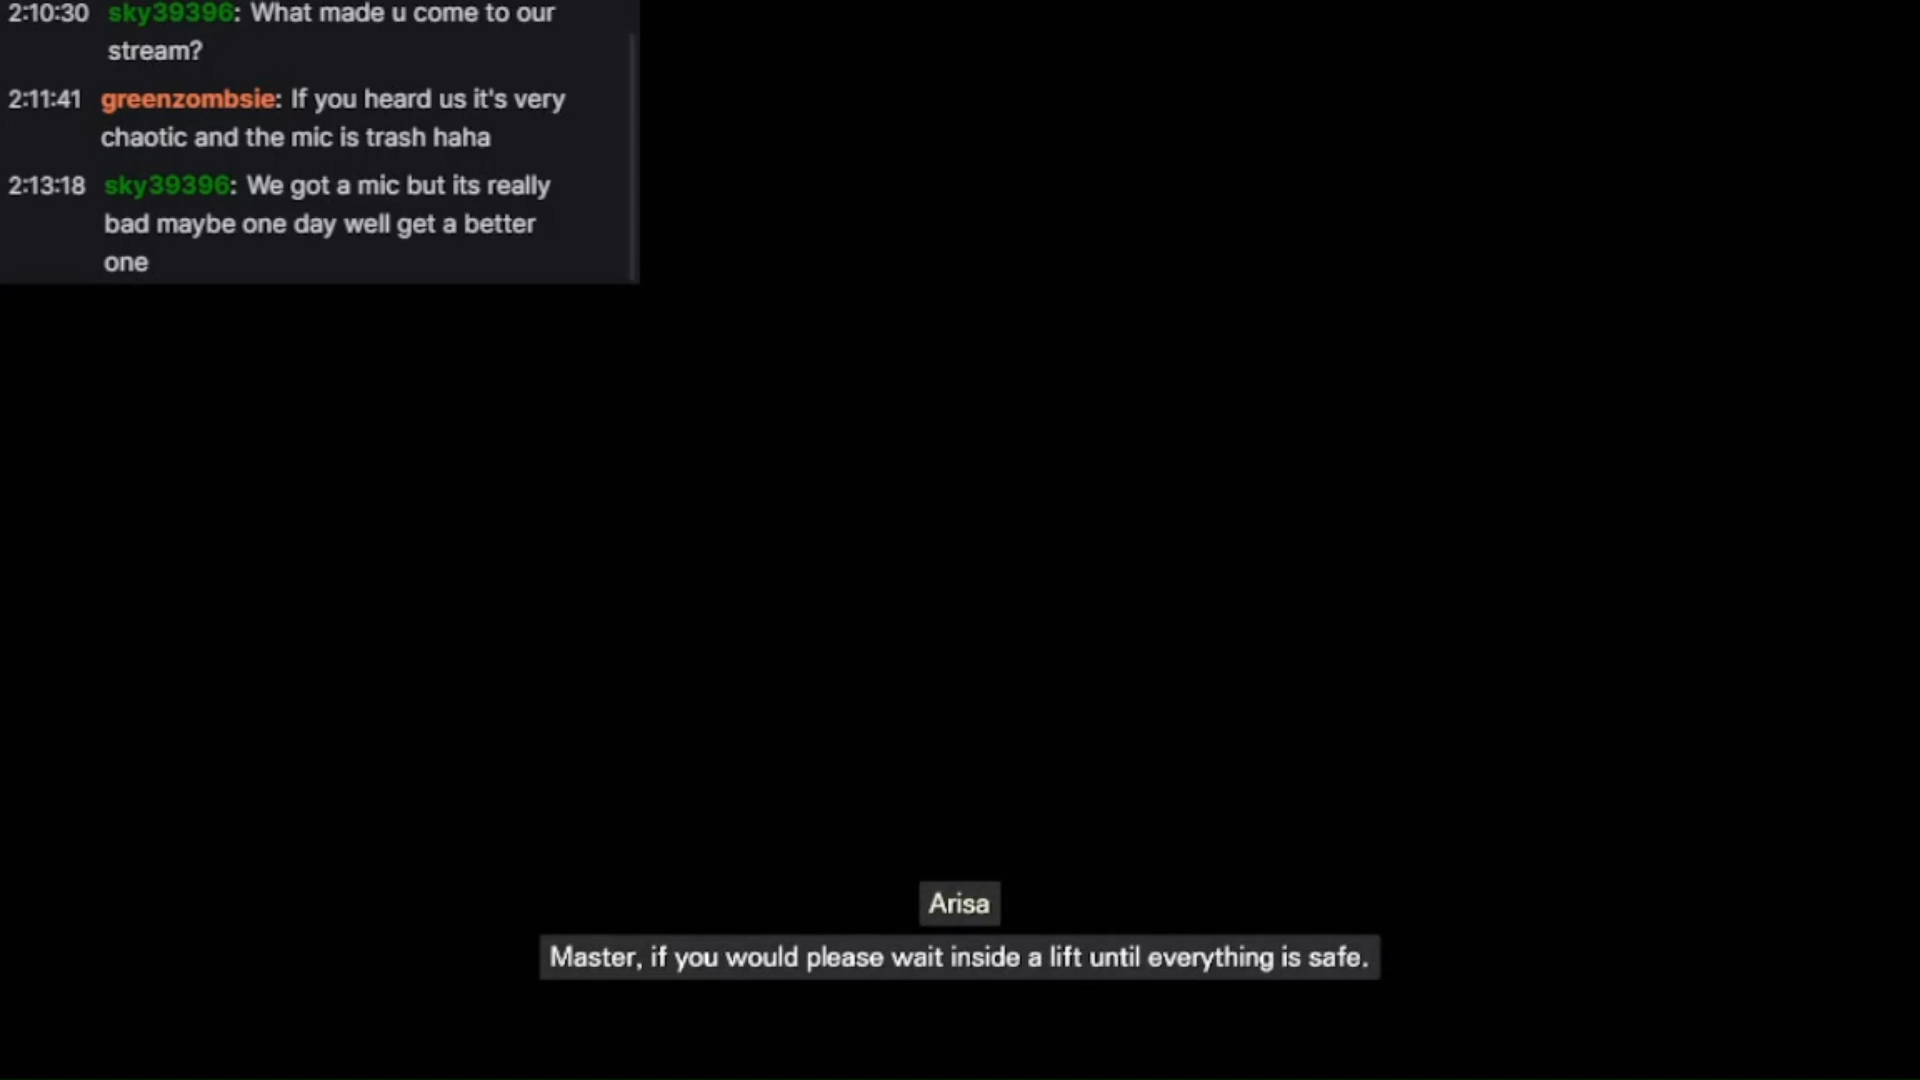 2:10:30 sky39396: What made u come to our
stream?
2:11:41 greenzombsie: If you heard us it's very
chaotic and the mic is trash haha
2:13:18 sky39396: We got a mic but its really
bad maybe one day well get a better
one
Arisa
Master, if you would please wait inside a lift until everything is safe.